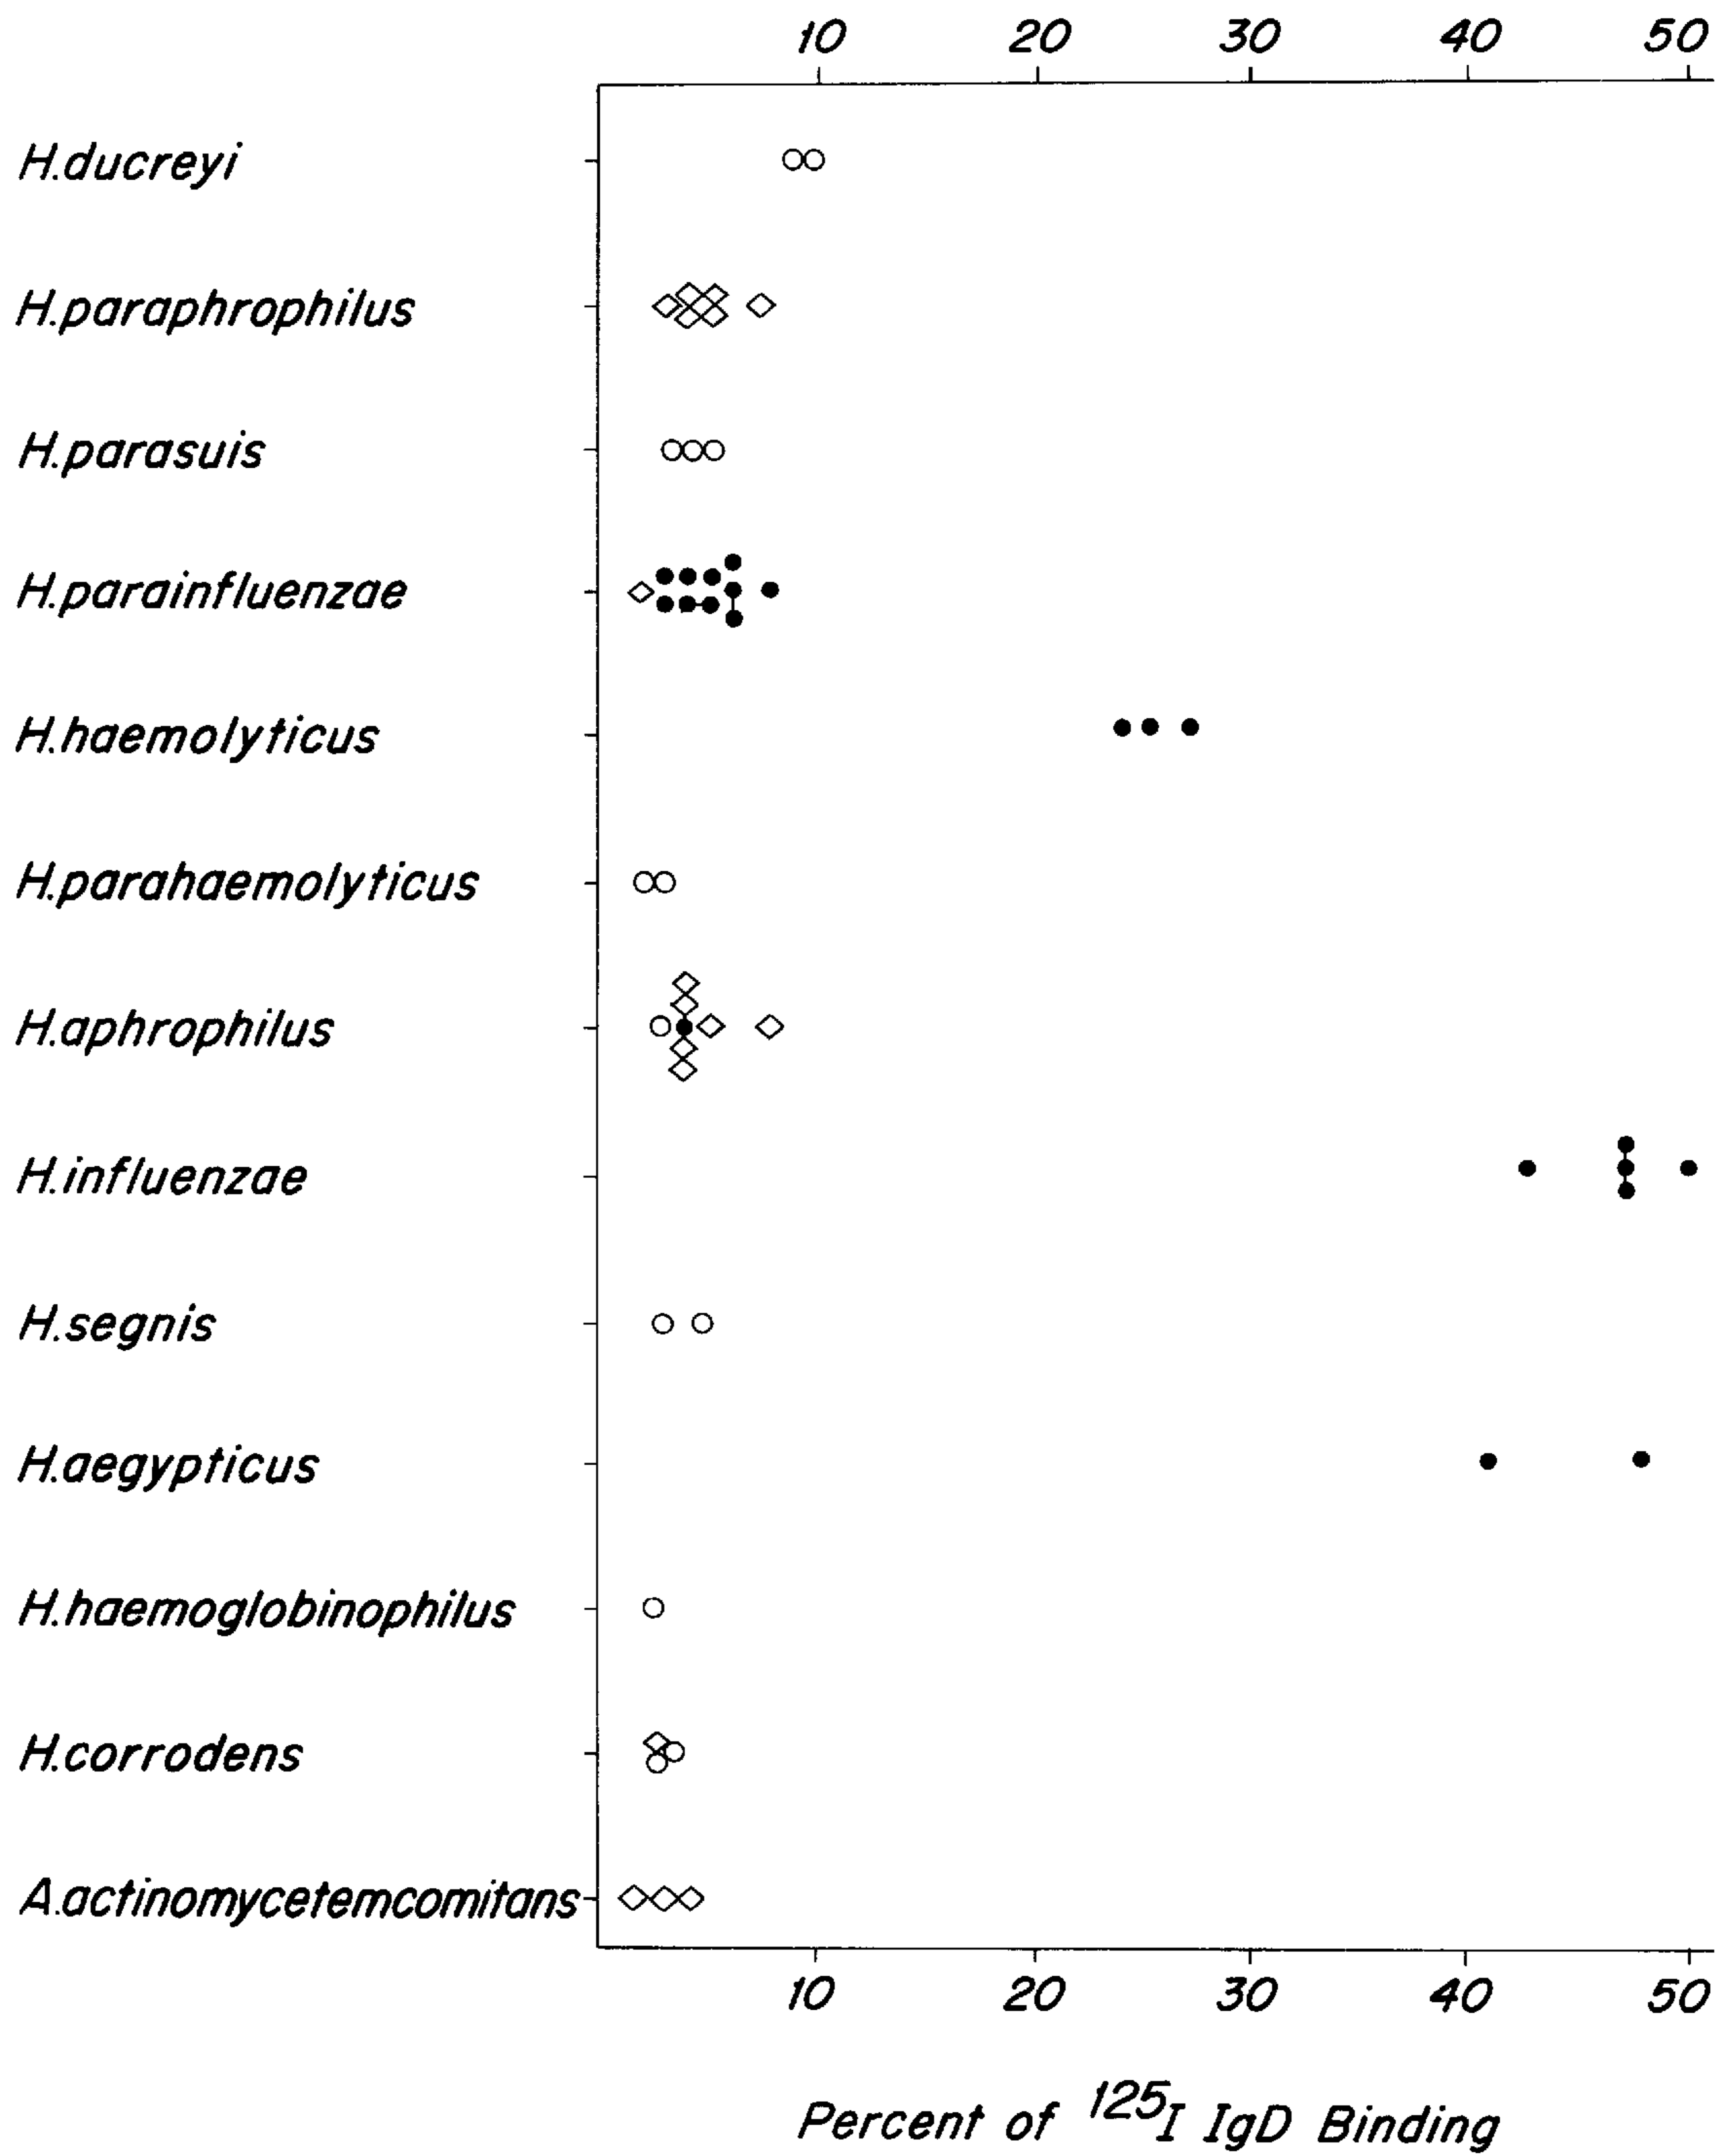 10 20 30 40 50
H.ducreyi
H.paraphrophilus
H.parasuis
H.parainfluenzae
H.haemolyticus
H.parahaemolyticus
H.aphrophilus
H.influenzae
H.segnis
H.aegypticus
H.haemoglobinophilus
H.corrodens
A.actinomycetemcomitans
10 20 30 40 50
Percent of 125I IgD Binding